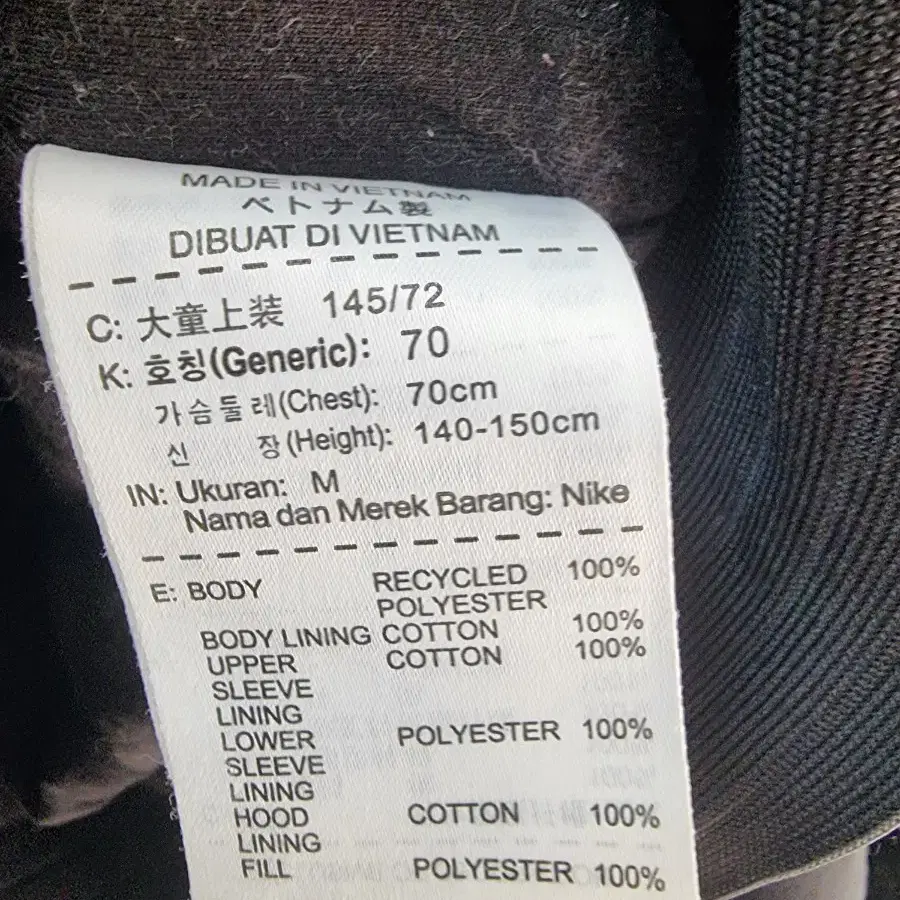 MADE IN VIETNAM
ベトナム製
DIBUAT DI VIETNAM
C: 大童上装 145/72
K: 호칭(Generic): 70
가슴둘레(Chest): 70cm
신 장(Height): 140-150cm
IN: Ukuran: M
Nama dan Merek Barang: Nike
E: BODY RECYCLED 100%
POLYESTER
BODY LINING COTTON 100%
UPPER COTTON 100%
SLEEVE
LINING
LOWER POLYESTER 100%
SLEEVE
LINING
HOOD COTTON 100%
LINING
FILL POLYESTER 100%